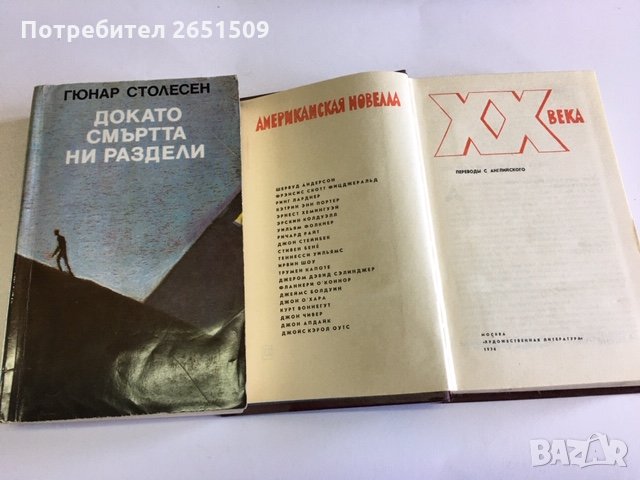 Потребител 2651509
ГЮНАР СТОЛЕСЕН
ДОКАТО
СМЪРТТА
НИ РАЗДЕЛИ
АМЕРИКАНСКАЯ НОВЕЛЛА
ШЕРВУД АНДЕРСОН
ФРЭНСИС СКОТТ ФИЦДЖЕРАЛЬД
РИНГ ЛАРДНЕР
КЭТРИН ЭНН ПОРТЕР
ЭРНЕСТ ХЕМИНГУЭЙ
ЭРСКИН КОЛДУЭЛЛ
УИЛЬЯМ ФОЛКНЕР
РИЧАРД РАЙТ
ДЖОН СТЕЙНБЕК
СТИВЕН БЕНЕ
ТЕННЕССИ УИЛЬЯМС
ИРВИН ШОУ
ТРУМЕН КАПОТЕ
ДЖЕРОМ ДЭВИД СЭЛИНДЖЕР
ФЛАННЕРИ О'КОННОР
ДЖЕЙМС БОЛДУИН
ДЖОН О'ХАРА
КУРТ ВОННЕГУТ
ДЖОН ЧИВЕР
ДЖОН АПДАЙК
ДЖОЙС КЭРОЛ ОУТС
XX ВЕКА
ПЕРЕВОДЫ С АНГЛИЙСКОГО
МОСКВА
«ХУДОЖЕСТВЕННАЯ ЛИТЕРАТУРА»
1976
BAZAR